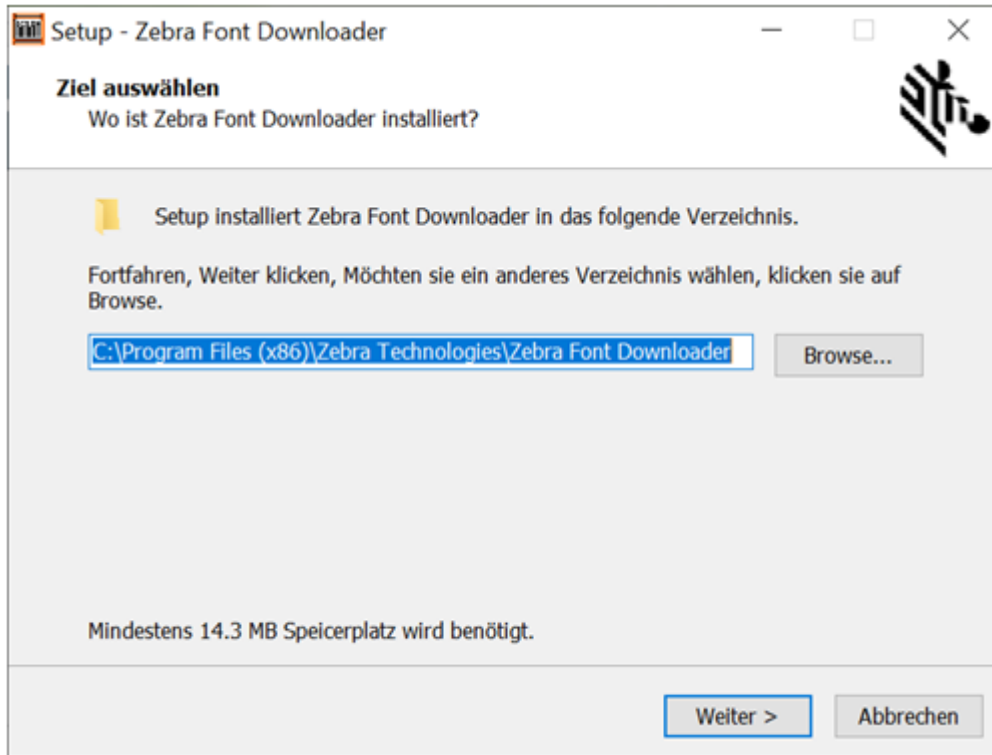 Setup - Zebra Font Downloader
Ziel auswählen
Wo ist Zebra Font Downloader installiert?
Setup installiert Zebra Font Downloader in das folgende Verzeichnis.
Fortfahren, Weiter klicken, Möchten sie ein anderes Verzeichnis wählen, klicken sie auf
Browse.
C:\Program Files (x86)\Zebra Technologies\Zebra Font Downloader
Browse...
Mindestens 14.3 MB Speicerplatz wird benötigt.
Weiter >
Abbrechen